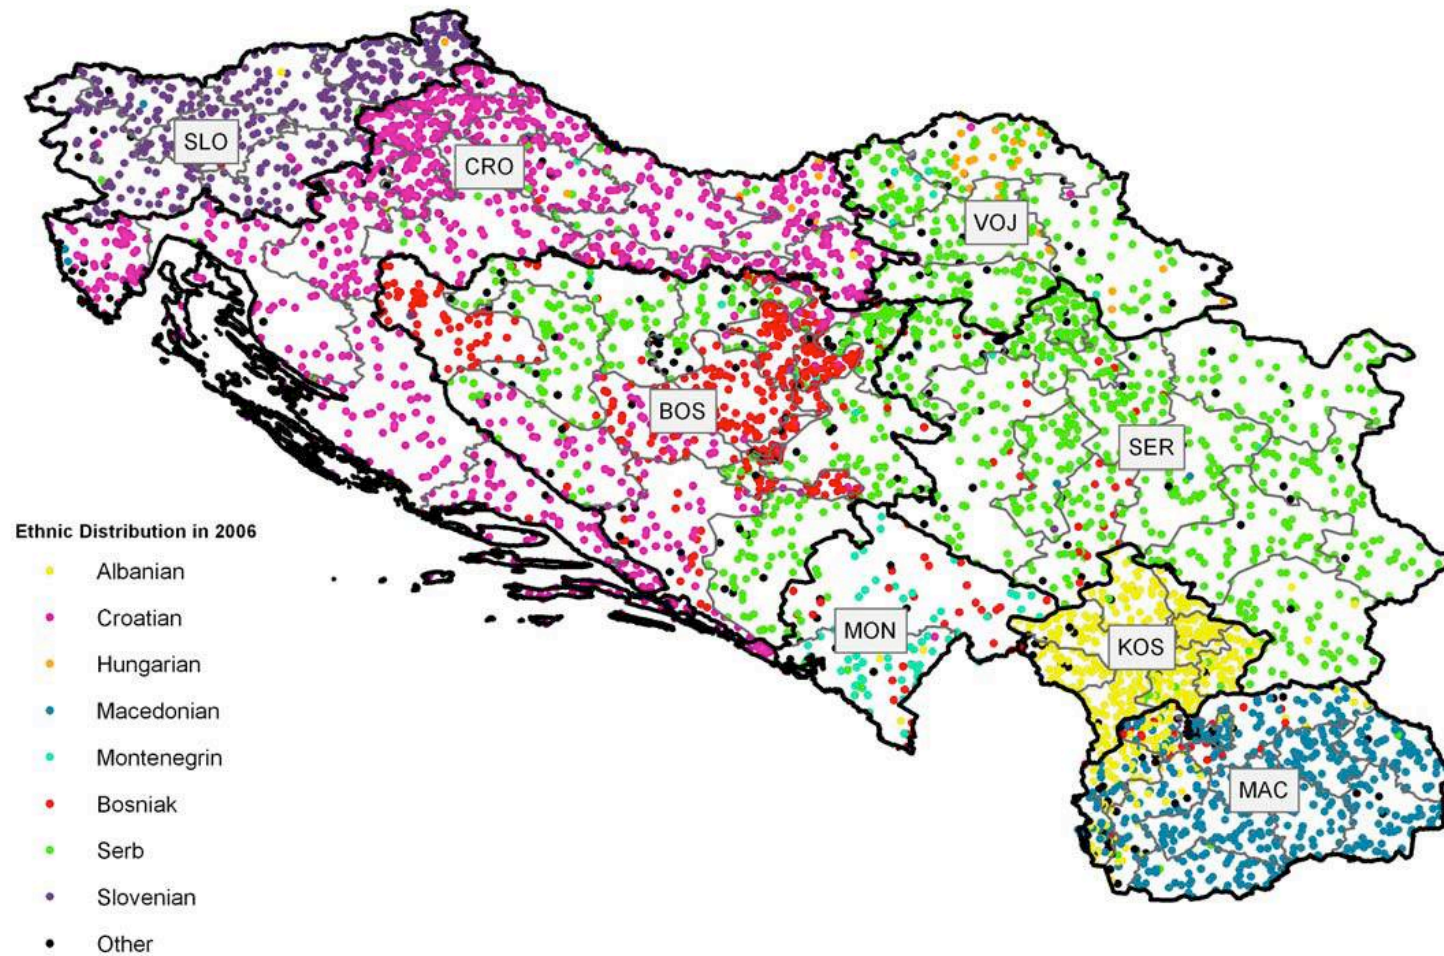 SLO
CRO
VOJ
BOS
SER
MON
KOS
MAC
Ethnic Distribution in 2006
Albanian
Croatian
Hungarian
Macedonian
Montenegrin
Bosniak
Serb
Slovenian
Other